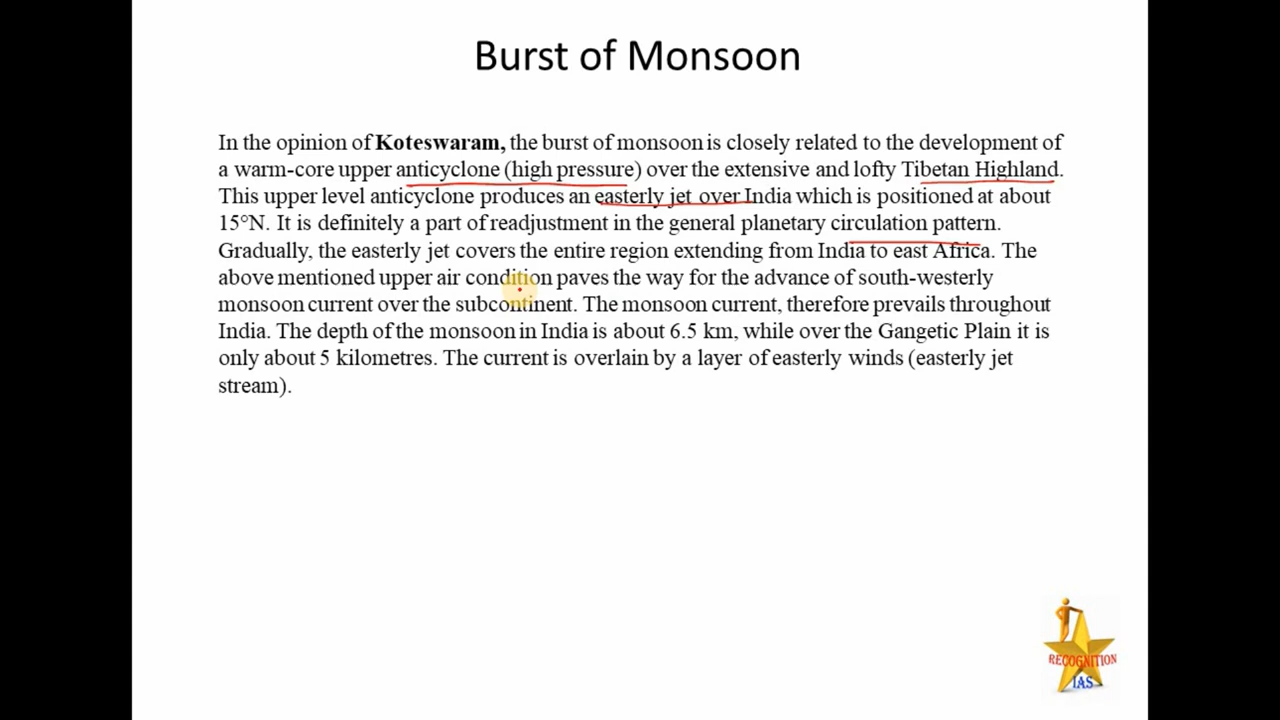 Burst of Monsoon
In the opinion of Koteswaram, the burst of monsoon is closely related to the development of
a warm-core upper anticyclone (high pressure) over the extensive and lofty Tibetan Highland.
This upper level anticyclone produces an easterly jet over India which is positioned at about
15°N. It is definitely a part of readjustment in the general planetary circulation pattern.
Gradually, the easterly jet covers the entire region extending from India to east Africa. The
above mentioned upper air condition paves the way for the advance of south-westerly
monsoon current over the subcontinent. The monsoon current, therefore prevails throughout
India. The depth of the monsoon in India is about 6.5 km, while over the Gangetic Plain it is
only about 5 kilometres. The current is overlain by a layer of easterly winds (easterly jet
stream).
RECOGNITION
IAS